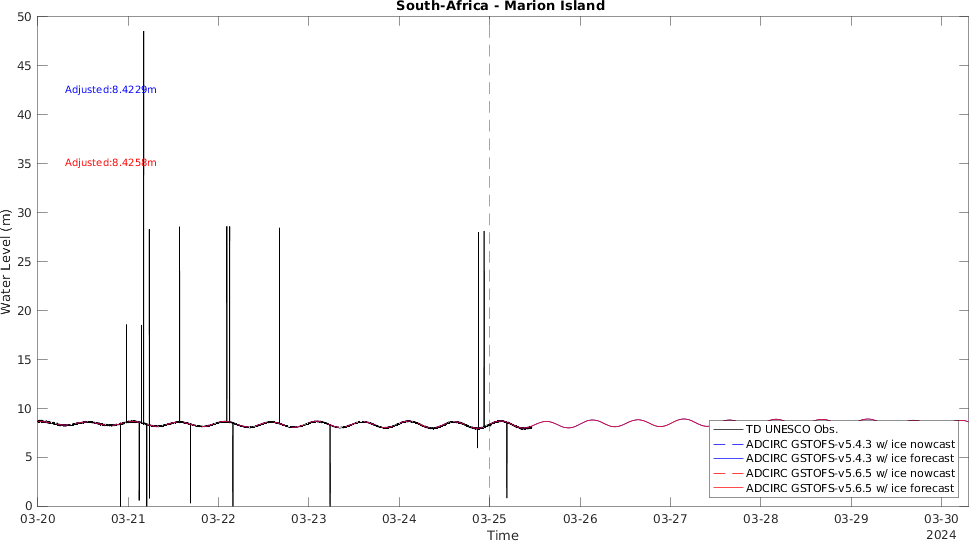 South-Africa - Marion Island
50
45
40
35
30
25
20
15
10
5
0
Water Level (m)
Adjusted:8.4229m
Adjusted:8.4258m
TD UNESCO Obs.
ADCIRC GSTOFS-v5.4.3 w/ ice nowcast
ADCIRC GSTOFS-v5.4.3 w/ ice forecast
ADCIRC GSTOFS-v5.6.5 w/ ice nowcast
ADCIRC GSTOFS-v5.6.5 w/ ice forecast
03-20 03-21 03-22 03-23 03-24 03-25 03-26 03-27 03-28 03-29 03-30
Time
2024